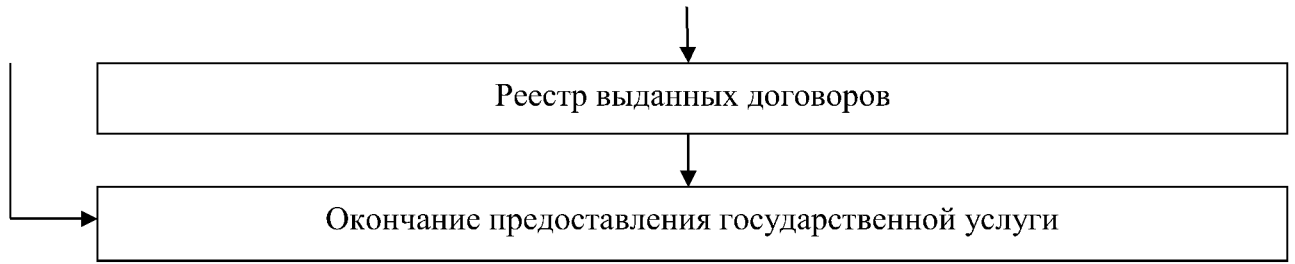 Реестр выданных договоров
Окончание предоставления государственной услуги